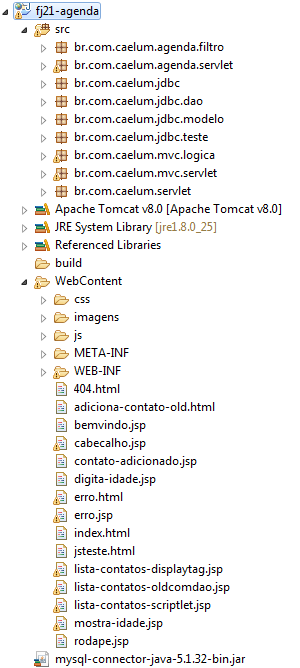 fj21-agenda
src
br.com.caelum.agenda.filtro
br.com.caelum.agenda.servlet
br.com.caelum.jdbc
br.com.caelum.jdbc.dao
br.com.caelum.jdbc.modelo
br.com.caelum.jdbc.teste
br.com.caelum.mvc.logica
br.com.caelum.mvc.servlet
br.com.caelum.servlet
Apache Tomcat v8.0 [Apache Tomcat v8.0]
JRE System Library [jre1.8.0_25]
Referenced Libraries
build
WebContent
css
imagens
js
META-INF
WEB-INF
404.html
adiciona-contato-old.html
bemvindo.jsp
cabecalho.jsp
contato-adicionado.jsp
digita-idade.jsp
erro.html
erro.jsp
index.html
jsteste.html
lista-contatos-displaytag.jsp
lista-contatos-oldcomdao.jsp
lista-contatos-scriptlet.jsp
mostra-idade.jsp
rodape.jsp
mysql-connector-java-5.1.32-bin.jar